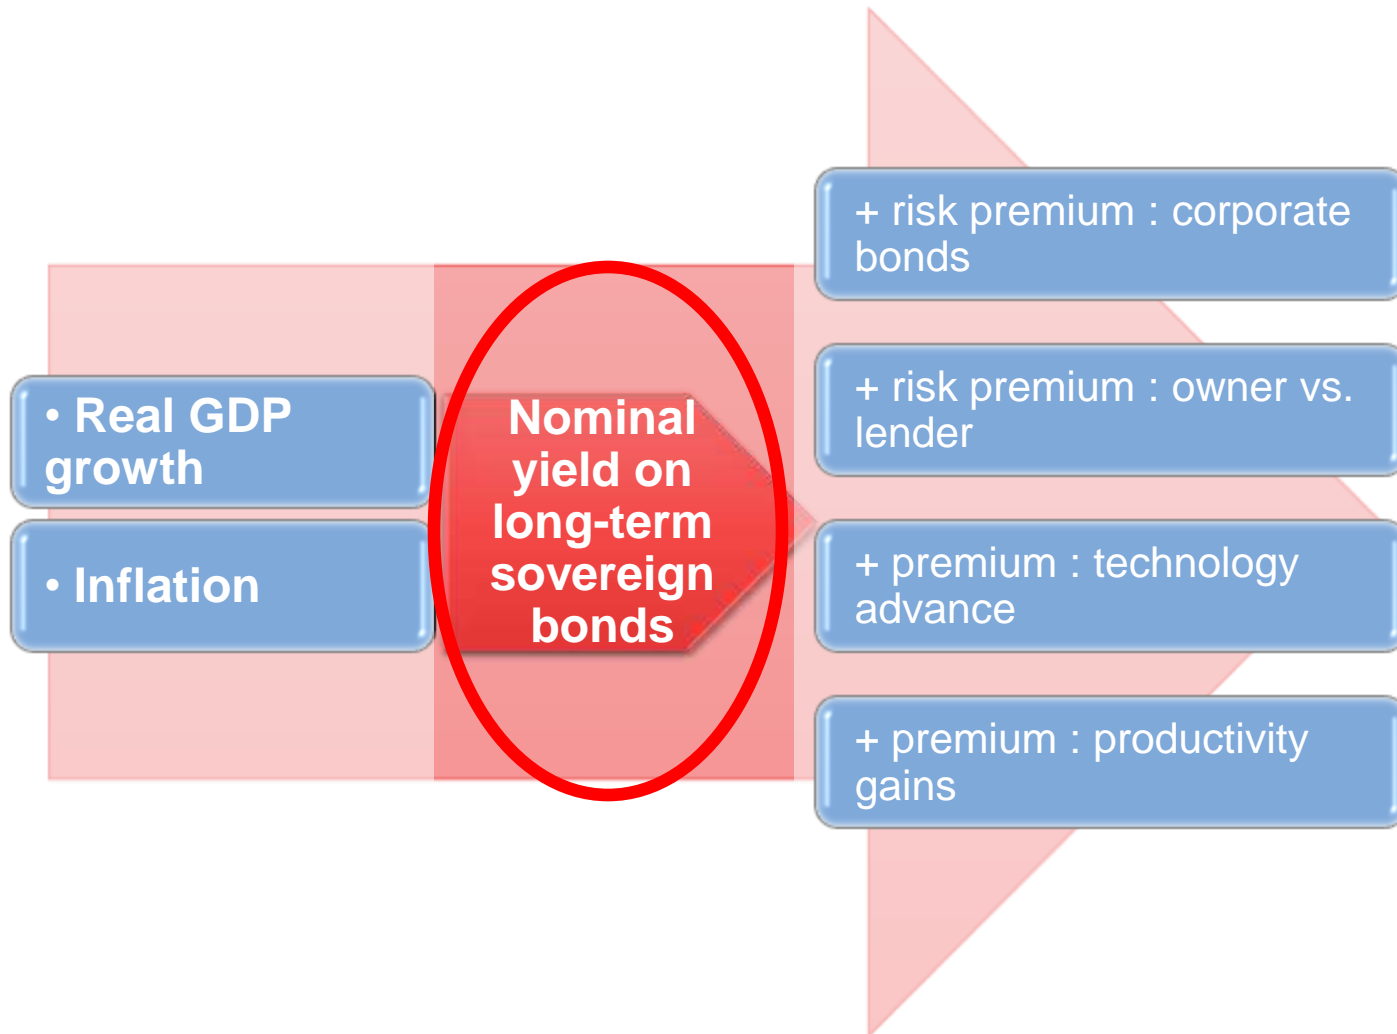 • Real GDP
growth
• Inflation
Nominal
yield on
long-term
sovereign
bonds
+ risk premium : corporate
bonds
+ risk premium : owner vs.
lender
+ premium : technology
advance
+ premium : productivity
gains